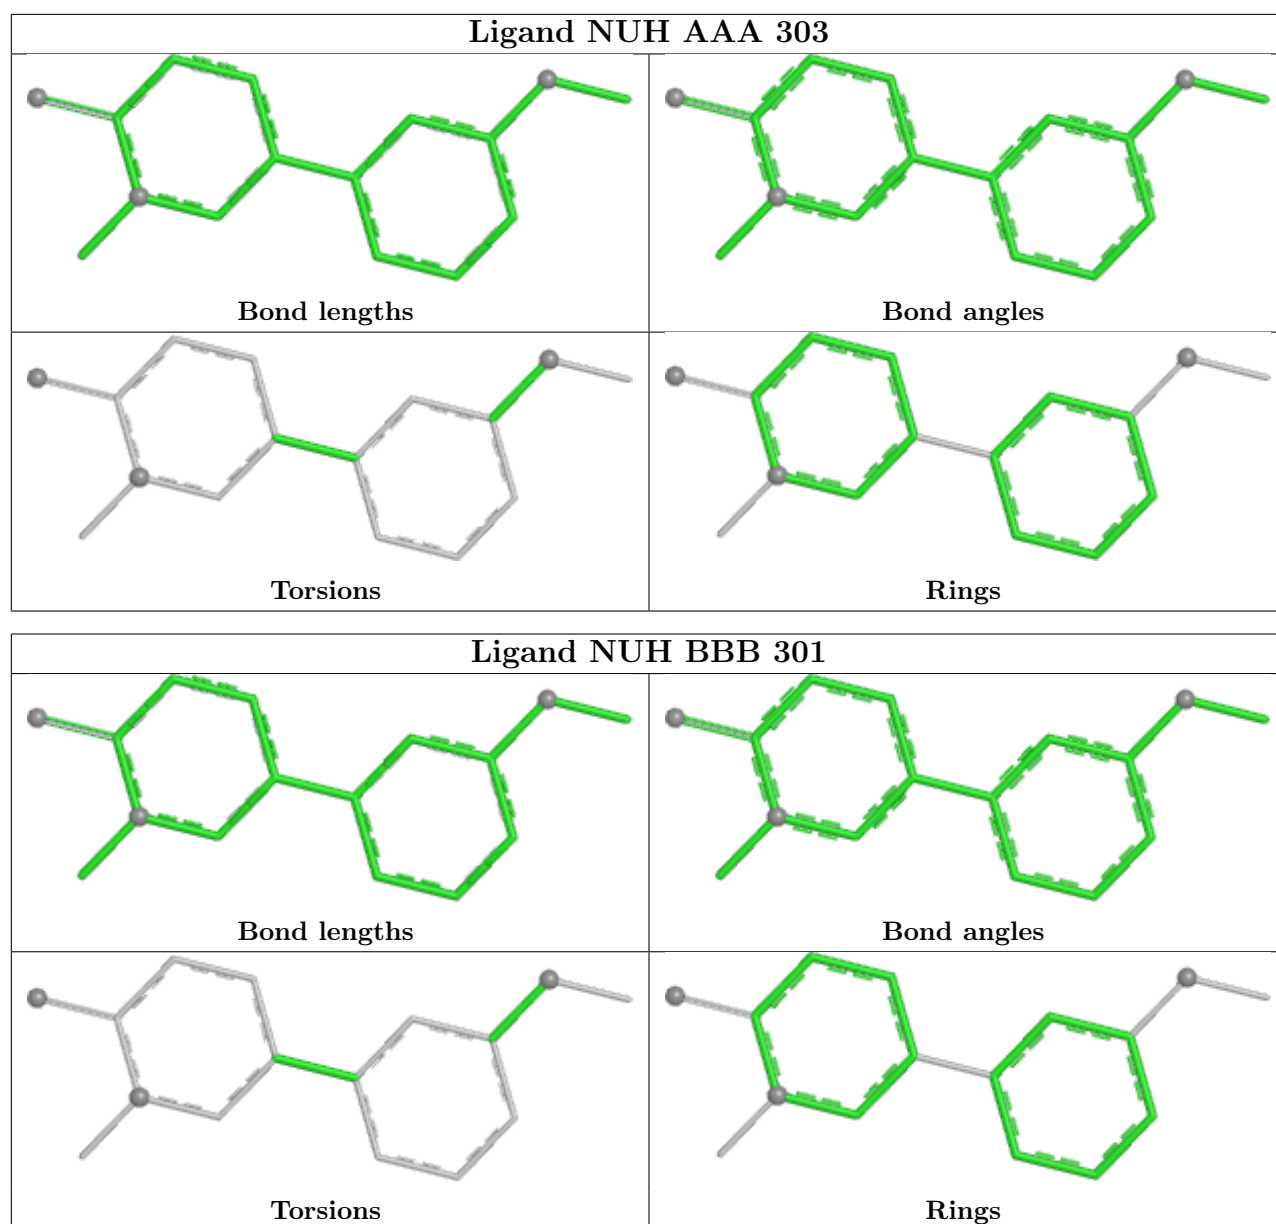 Ligand NUH AAA 303
Bond lengths
Bond angles
Torsions
Rings
Ligand NUH BBB 301
Bond lengths
Bond angles
Torsions
Rings